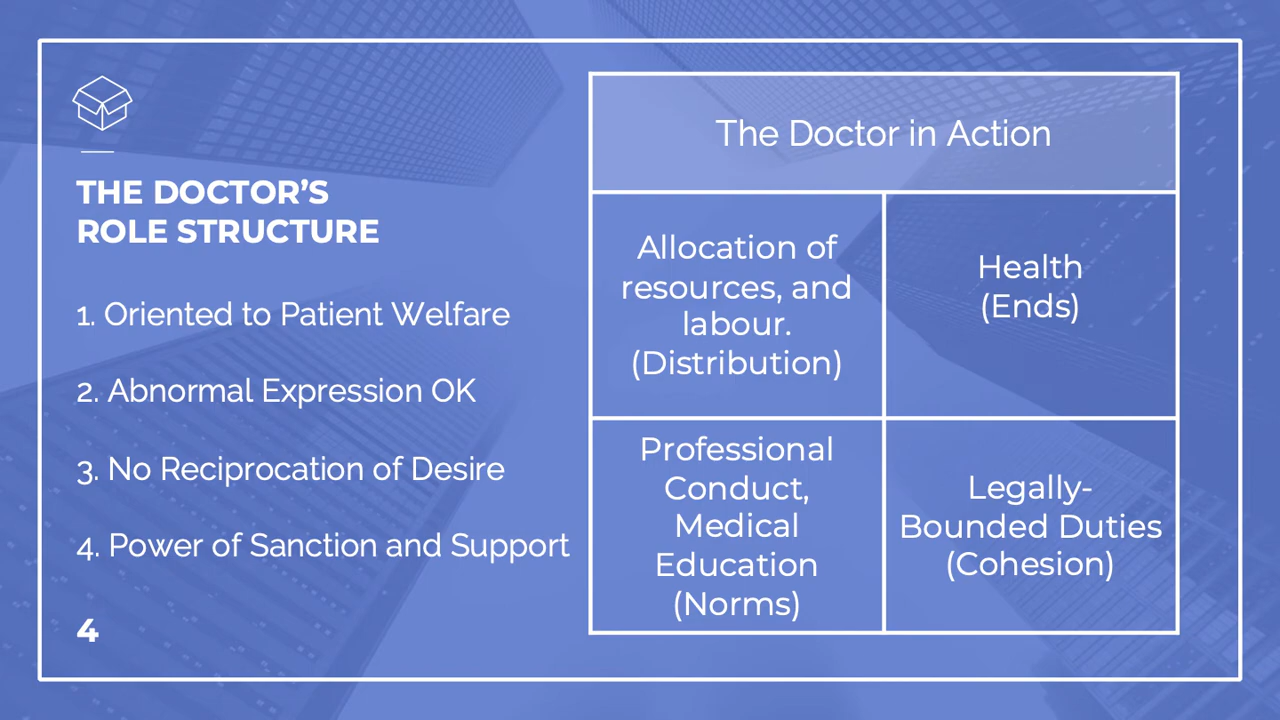 THE DOCTOR’S
ROLE STRUCTURE
1. Oriented to Patient Welfare
2. Abnormal Expression OK
3. No Reciprocation of Desire
4. Power of Sanction and Support
4
The Doctor in Action
Allocation of
resources, and
labour.
(Distribution)
Health
(Ends)
Professional
Conduct,
Medical
Education
(Norms)
Legally-
Bounded Duties
(Cohesion)